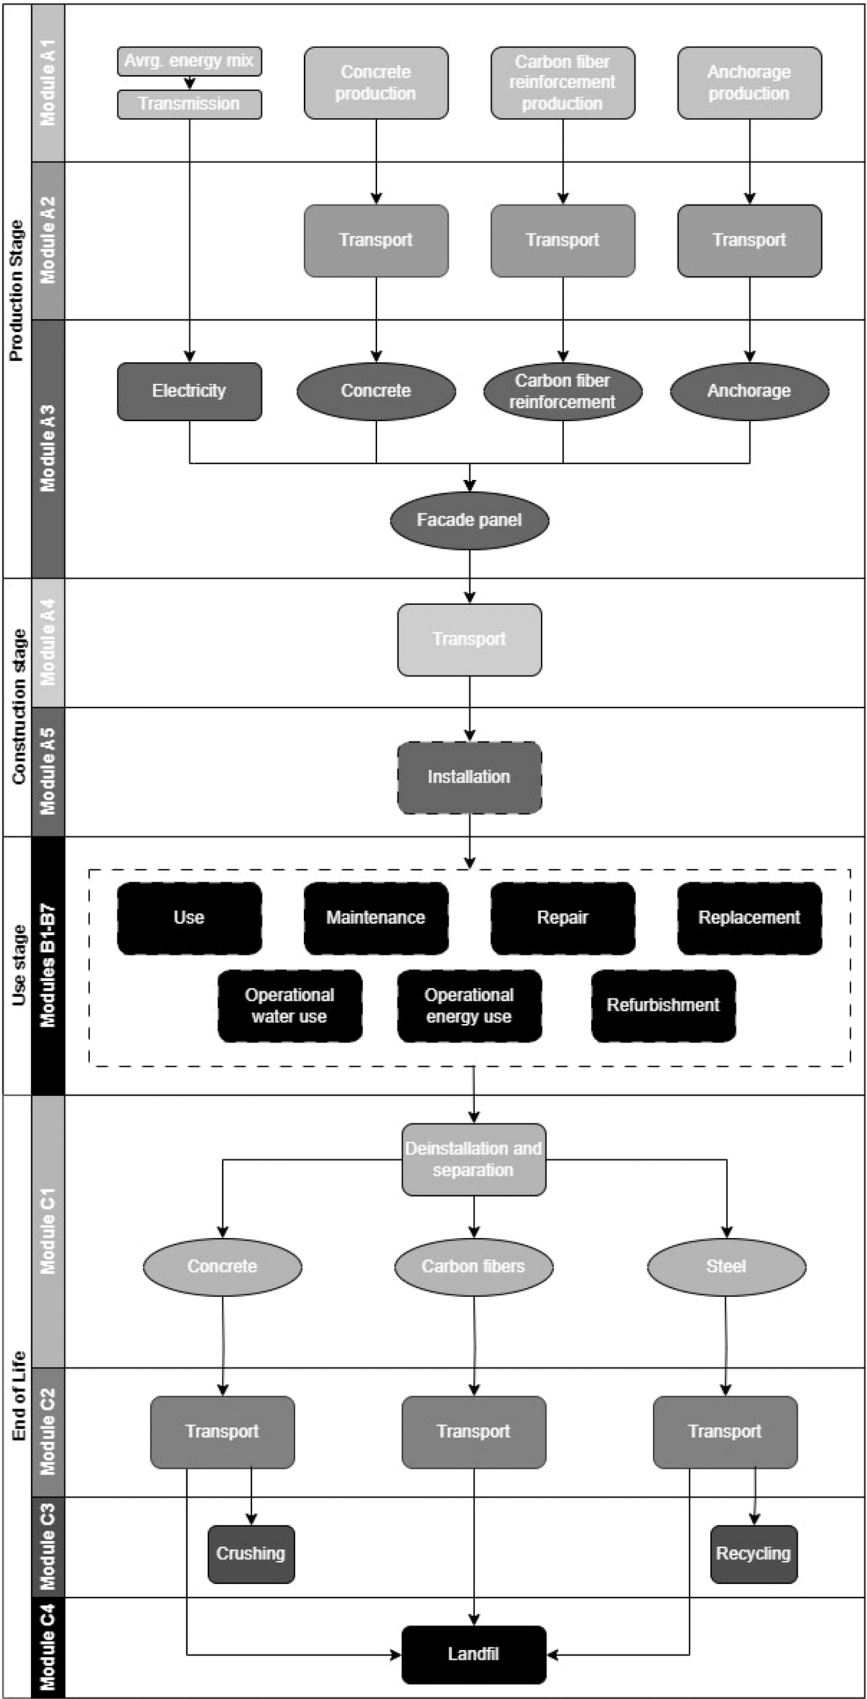 Production Stage
Module A1
Avrg. energy mix
Transmission
Concrete
production
Carbon fiber
reinforcement
production
Anchorage
production
Module A2
Transport
Transport
Transport
Module A3
Electricity
Concrete
Carbon fiber
reinforcement
Anchorage
Facade panel
Construction stage
Module A4
Transport
Module A5
Installation
Use stage
Modules B1-B7
Use
Maintenance
Repair
Replacement
Operational
water use
Operational
energy use
Refurbishment
End of Life
Module C1
Deinstallation and
separation
Concrete
Carbon fibers
Steel
Module C2
Transport
Transport
Transport
Module C3
Crushing
Recycling
Module C4
Landfil